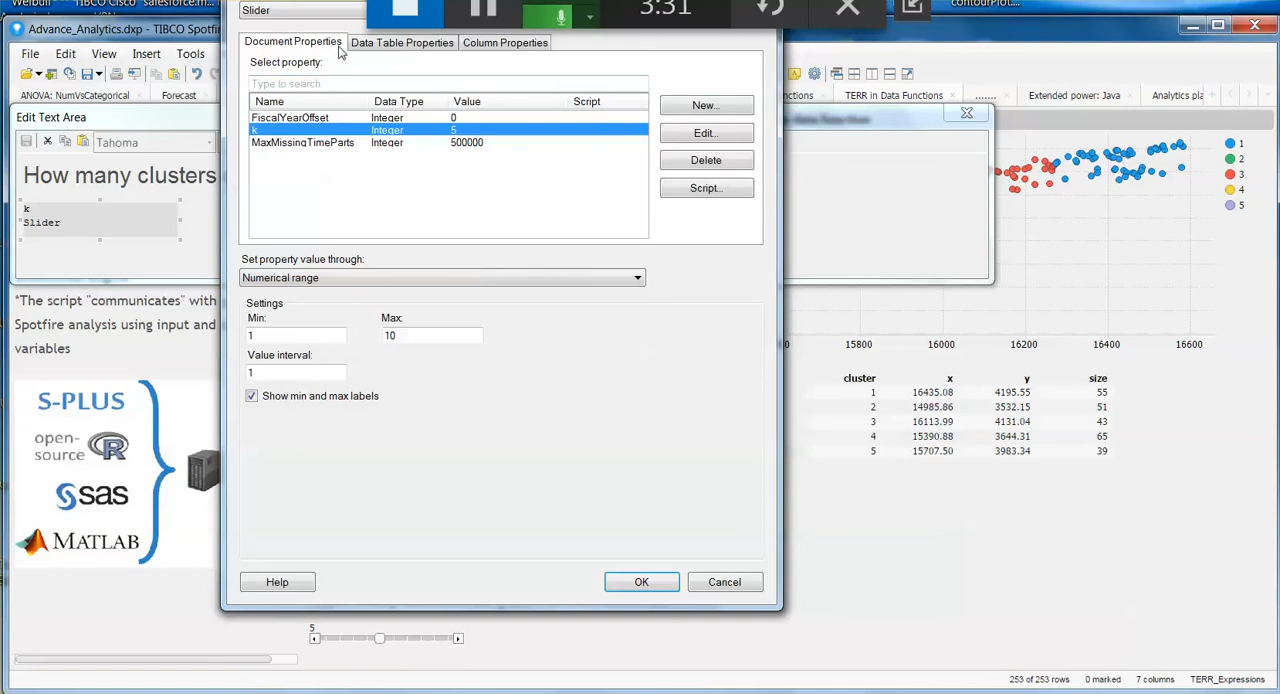 contourPlot...
Slider
3:31
Advance_Analytics.dxp - TIBCO Spotfi
File Edit View Insert Tools
ANOVA: NumVsCategorical
Forecast
TERR in Data Functions
.......
Extended power: Java
Analytics pla
Edit Text Area
Tahoma
How many clusters
k
Slider
Document Properties
Data Table Properties
Column Properties
Select property:
Type to search
Name Data Type Value Script
FiscalYearOffset Integer 0
k Integer 5
MaxMissingTimeParts Integer 500000
New...
Edit...
Delete
Script...
Set property value through:
Numerical range
Settings
Min: Max:
1 10
Value interval:
1
Show min and max labels
Help
OK
Cancel
*The script "communicates" with
Spotfire analysis using input and
variables
S-PLUS
open-
source R
sas
MATLAB
5
1
2
3
4
5
15800 16000 16200 16400 16600
cluster x y size
1 16435.08 4195.55 55
2 14985.86 3532.15 51
3 16113.99 4131.04 43
4 15390.88 3644.31 65
5 15707.50 3983.34 39
253 of 253 rows 0 marked 7 columns TERR_Expressions